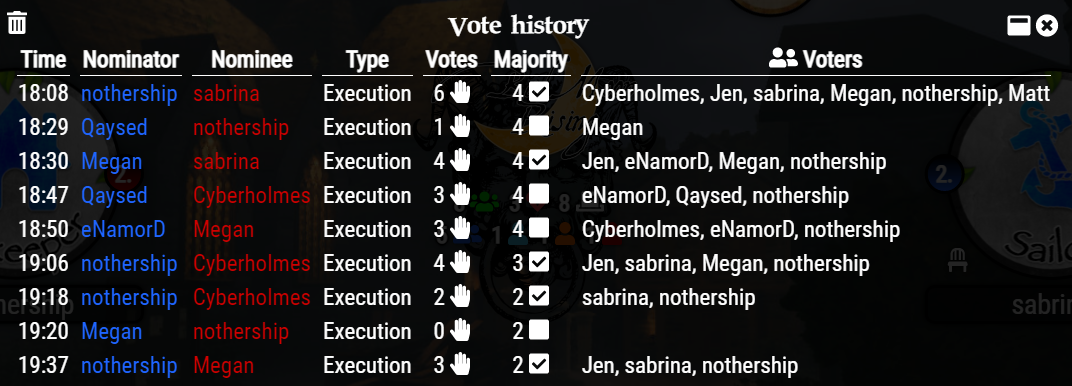 Vote history
Time Nominator Nominee Type Votes Majority Voters
18:08 nothership sabrina Execution 6 4 Cyberholmes, Jen, sabrina, Megan, nothership, Matt
18:29 Qaysed nothership Execution 1 4 Megan
18:30 Megan sabrina Execution 4 4 Jen, eNamorD, Megan, nothership
18:47 Qaysed Cyberholmes Execution 3 4 eNamorD, Qaysed, nothership
18:50 eNamorD Megan Execution 3 4 Cyberholmes, eNamorD, nothership
19:06 nothership Cyberholmes Execution 4 3 Jen, sabrina, Megan, nothership
19:18 nothership Cyberholmes Execution 2 2 sabrina, nothership
19:20 Megan nothership Execution 0 2
19:37 nothership Megan Execution 3 2 Jen, sabrina, nothership
2.
2.